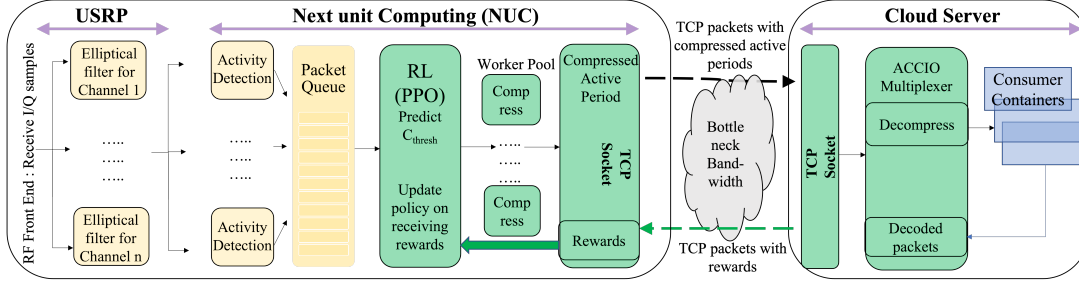 USRP
Next unit Computing (NUC)
Cloud Server
RF Front End : Receive I/Q samples
Elliptical
filter for
Channel 1
.....
.....
Elliptical
filter for
Channel n
Activity
Detection
.....
.....
Activity
Detection
Packet
Queue
RL
(PPO)
Predict
Cthresh
Update
policy on
receiving
rewards
Worker Pool
Comp
ress
.....
.....
Comp
ress
Compressed
Active
Period
TCP
Socket
Rewards
TCP packets with
compressed active
periods
Bottle
neck
Band-
width
TCP packets with
rewards
TCP
Socket
ACCIO
Multiplexer
Decompress
Decoded
packets
Consumer
Containers